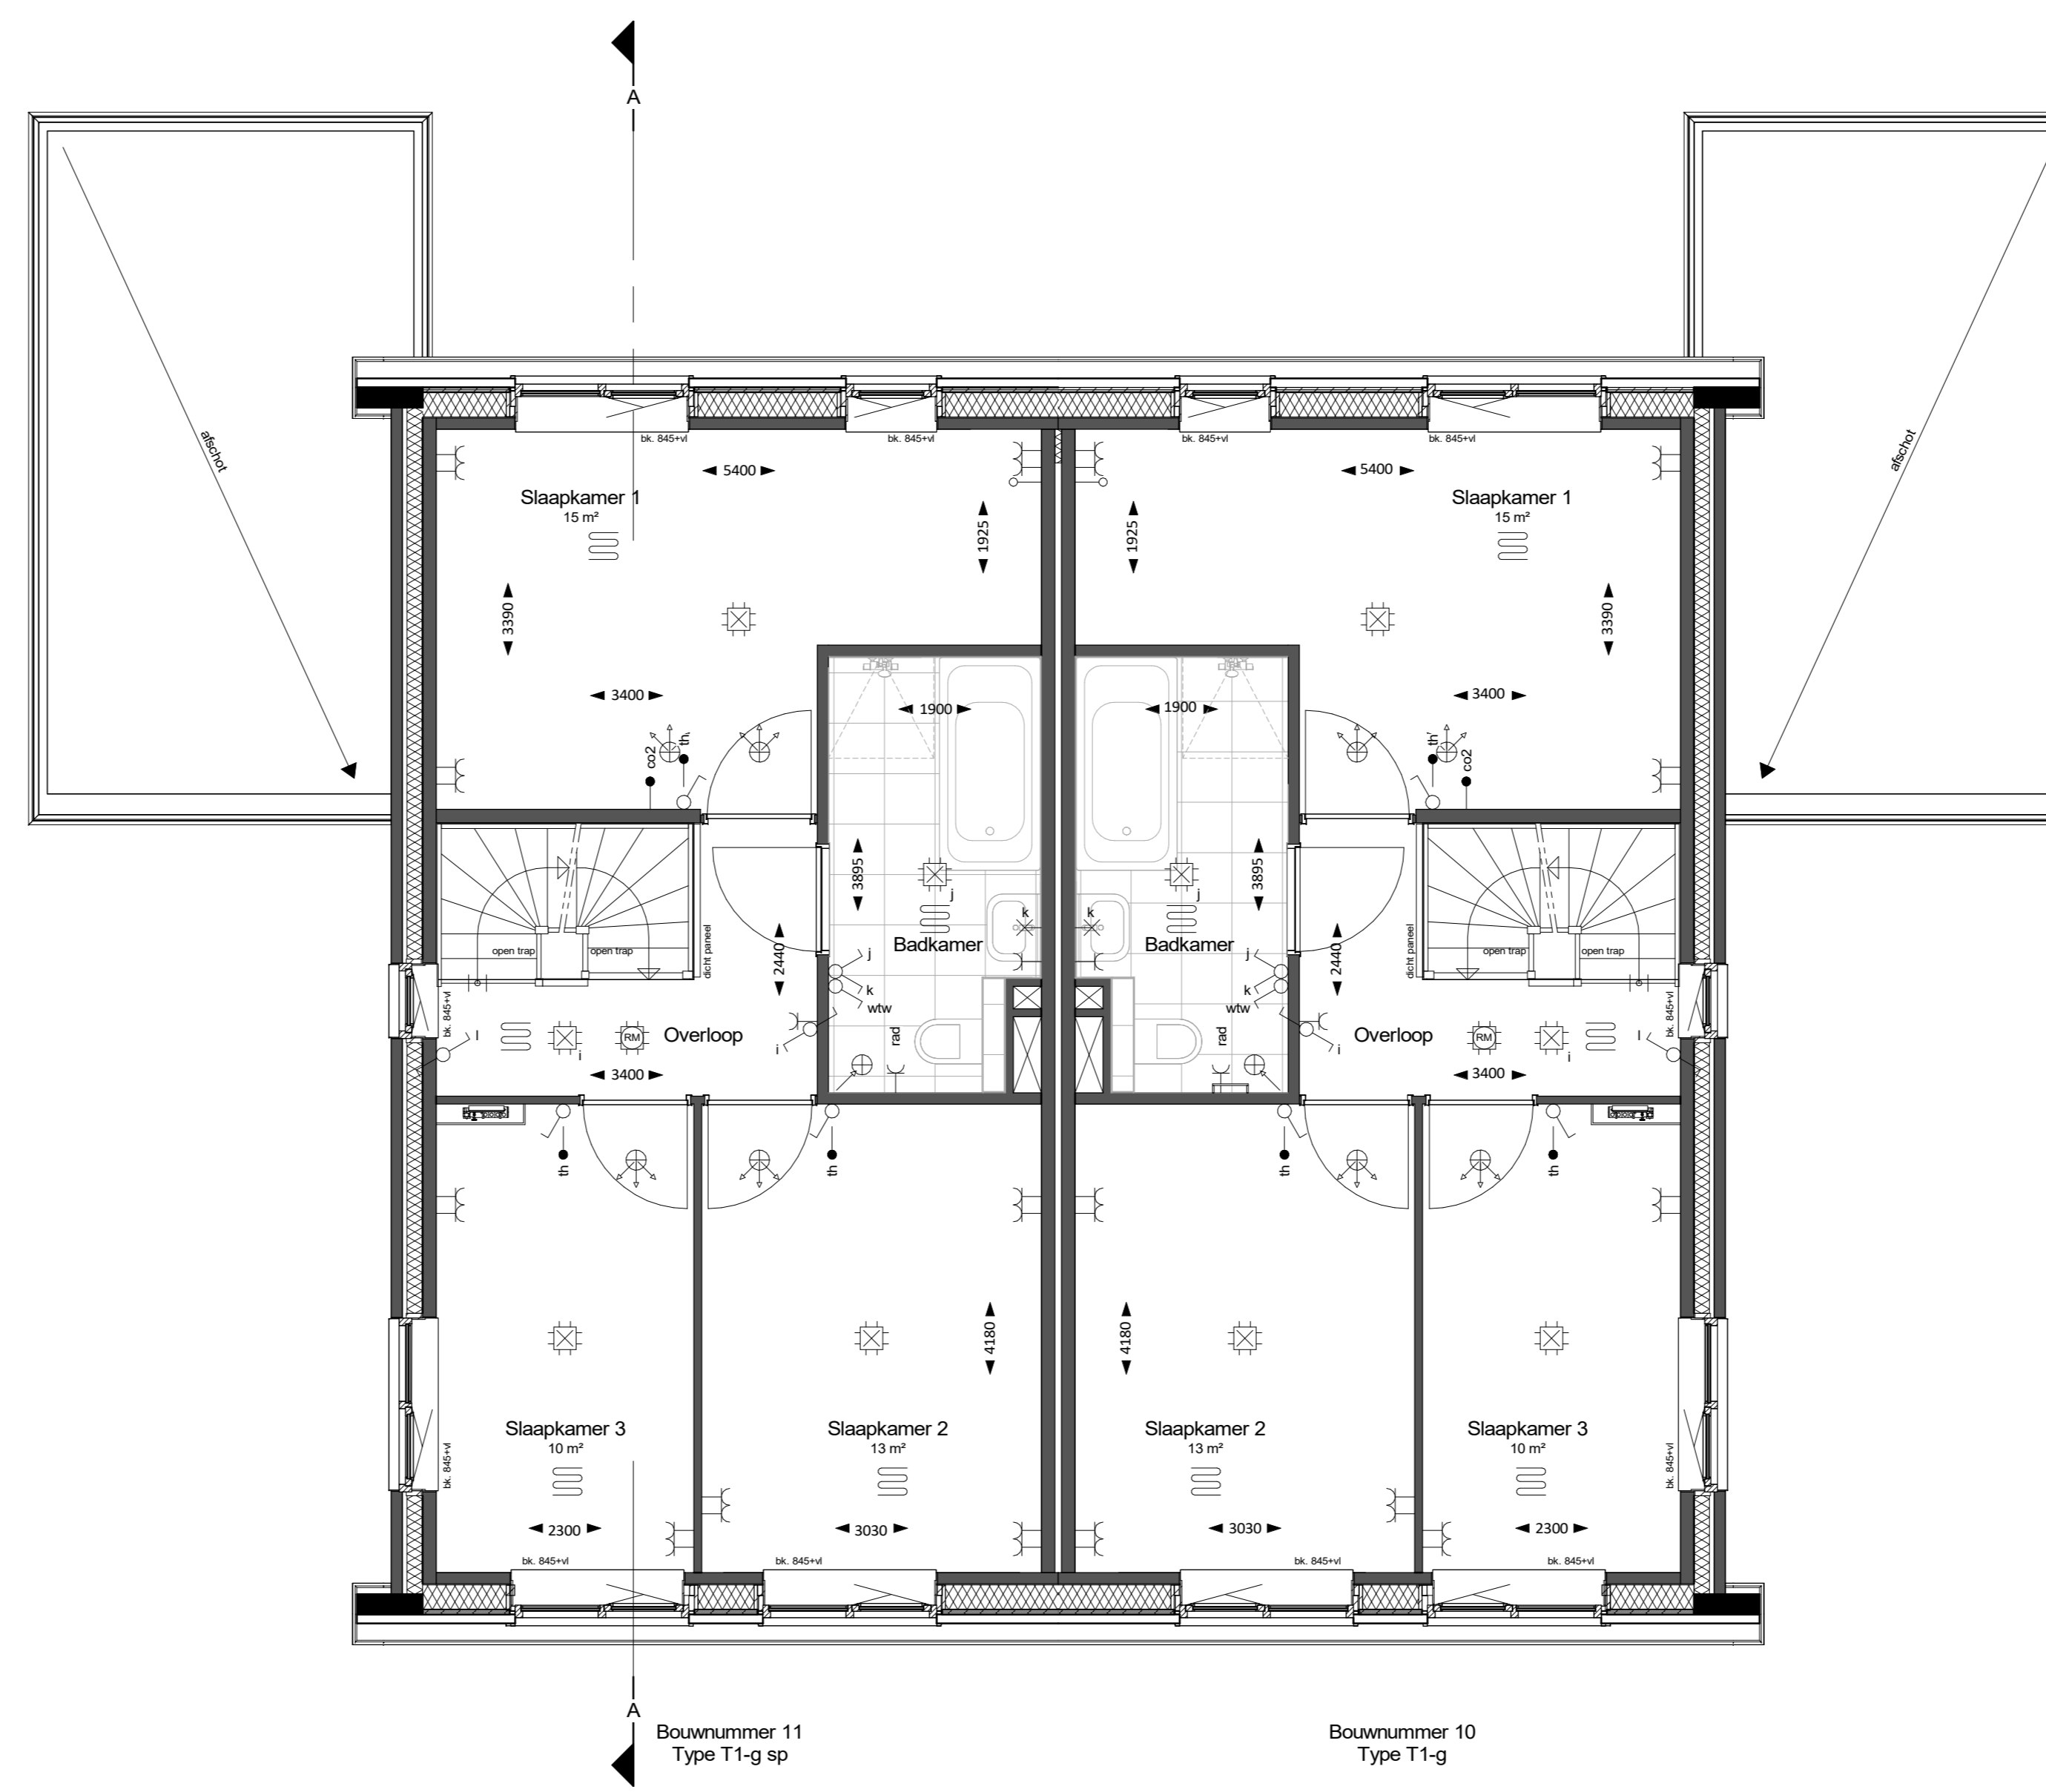 A
bk. 845+vl
bk. 845+vl
bk. 845+vl
bk. 845+vl
afschot
afschot
5400
5400
Slaapkamer 1
15 m²
Slaapkamer 1
15 m²
1925
1925
3390
3390
3400
1900
1900
3400
co2
th'
th'
co2
3895
3895
j
j
k
k
Badkamer
Badkamer
open trap
open trap
dicht paneel
2440
2440
dicht paneel
open trap
open trap
j
k
wtw
j
k
wtw
bk. 845+vl
l
i
RM
Overloop
i
rad
rad
i
Overloop
RM
i
l
bk. 845+vl
3400
3400
th
th
th
th
4180
4180
Slaapkamer 3
10 m²
Slaapkamer 2
13 m²
Slaapkamer 2
13 m²
Slaapkamer 3
10 m²
bk. 845+vl
bk. 845+vl
2300
3030
3030
2300
bk. 845+vl
bk. 845+vl
bk. 845+vl
bk. 845+vl
A
Bouwnummer 11
Type T1-g sp
Bouwnummer 10
Type T1-g